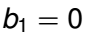 b₁ = 0